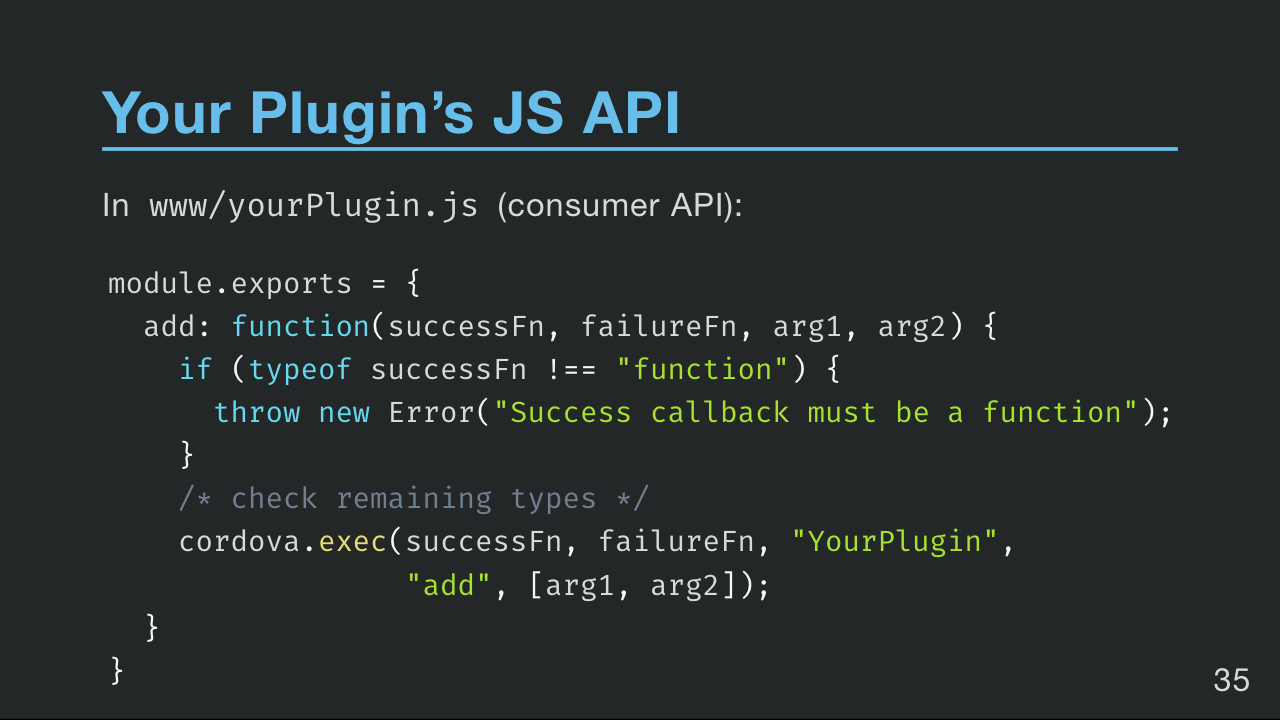 Your Plugin’s JS API
In www/yourPlugin.js (consumer API):
module.exports = {
  add: function(successFn, failureFn, arg1, arg2) {
    if (typeof successFn !== "function") {
      throw new Error("Success callback must be a function");
    }
    /* check remaining types */
    cordova.exec(successFn, failureFn, "YourPlugin",
                 "add", [arg1, arg2]);
  }
}
35